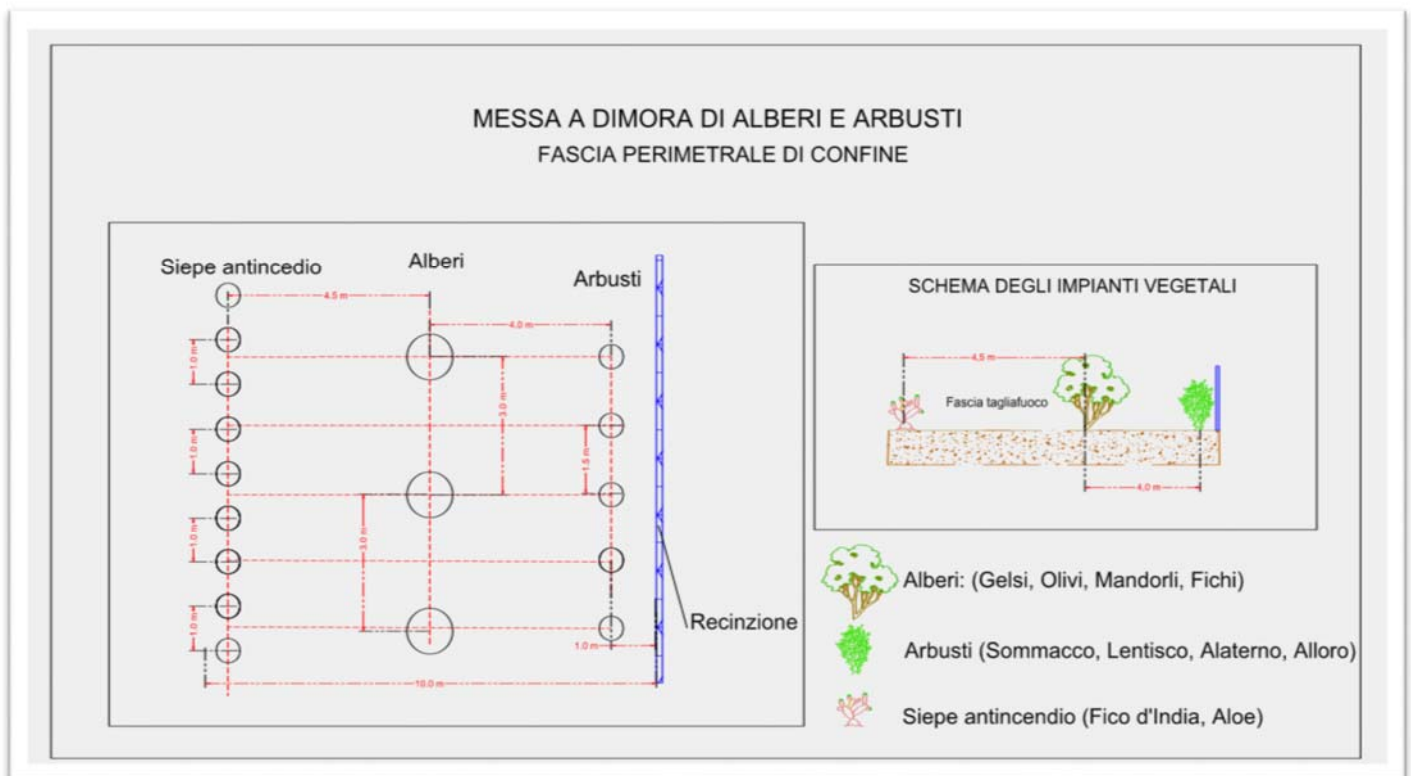 MESSA A DIMORA DI ALBERI E ARBUSTI
FASCIA PERIMETRALE DI CONFINE
Siepe antincedio
Alberi
Arbusti
4.5 m
4.0 m
1.0 m
3.0 m
1.0 m
1.5 m
1.0 m
3.0 m
1.0 m
1.0 m
10.0 m
Recinzione
SCHEMA DEGLI IMPIANTI VEGETALI
4,5 m
Fascia tagliafuoco
4,0 m
Alberi: (Gelsi, Olivi, Mandorli, Fichi)
Arbusti (Sommacco, Lentisco, Alaterno, Alloro)
Siepe antincendio (Fico d'India, Aloe)